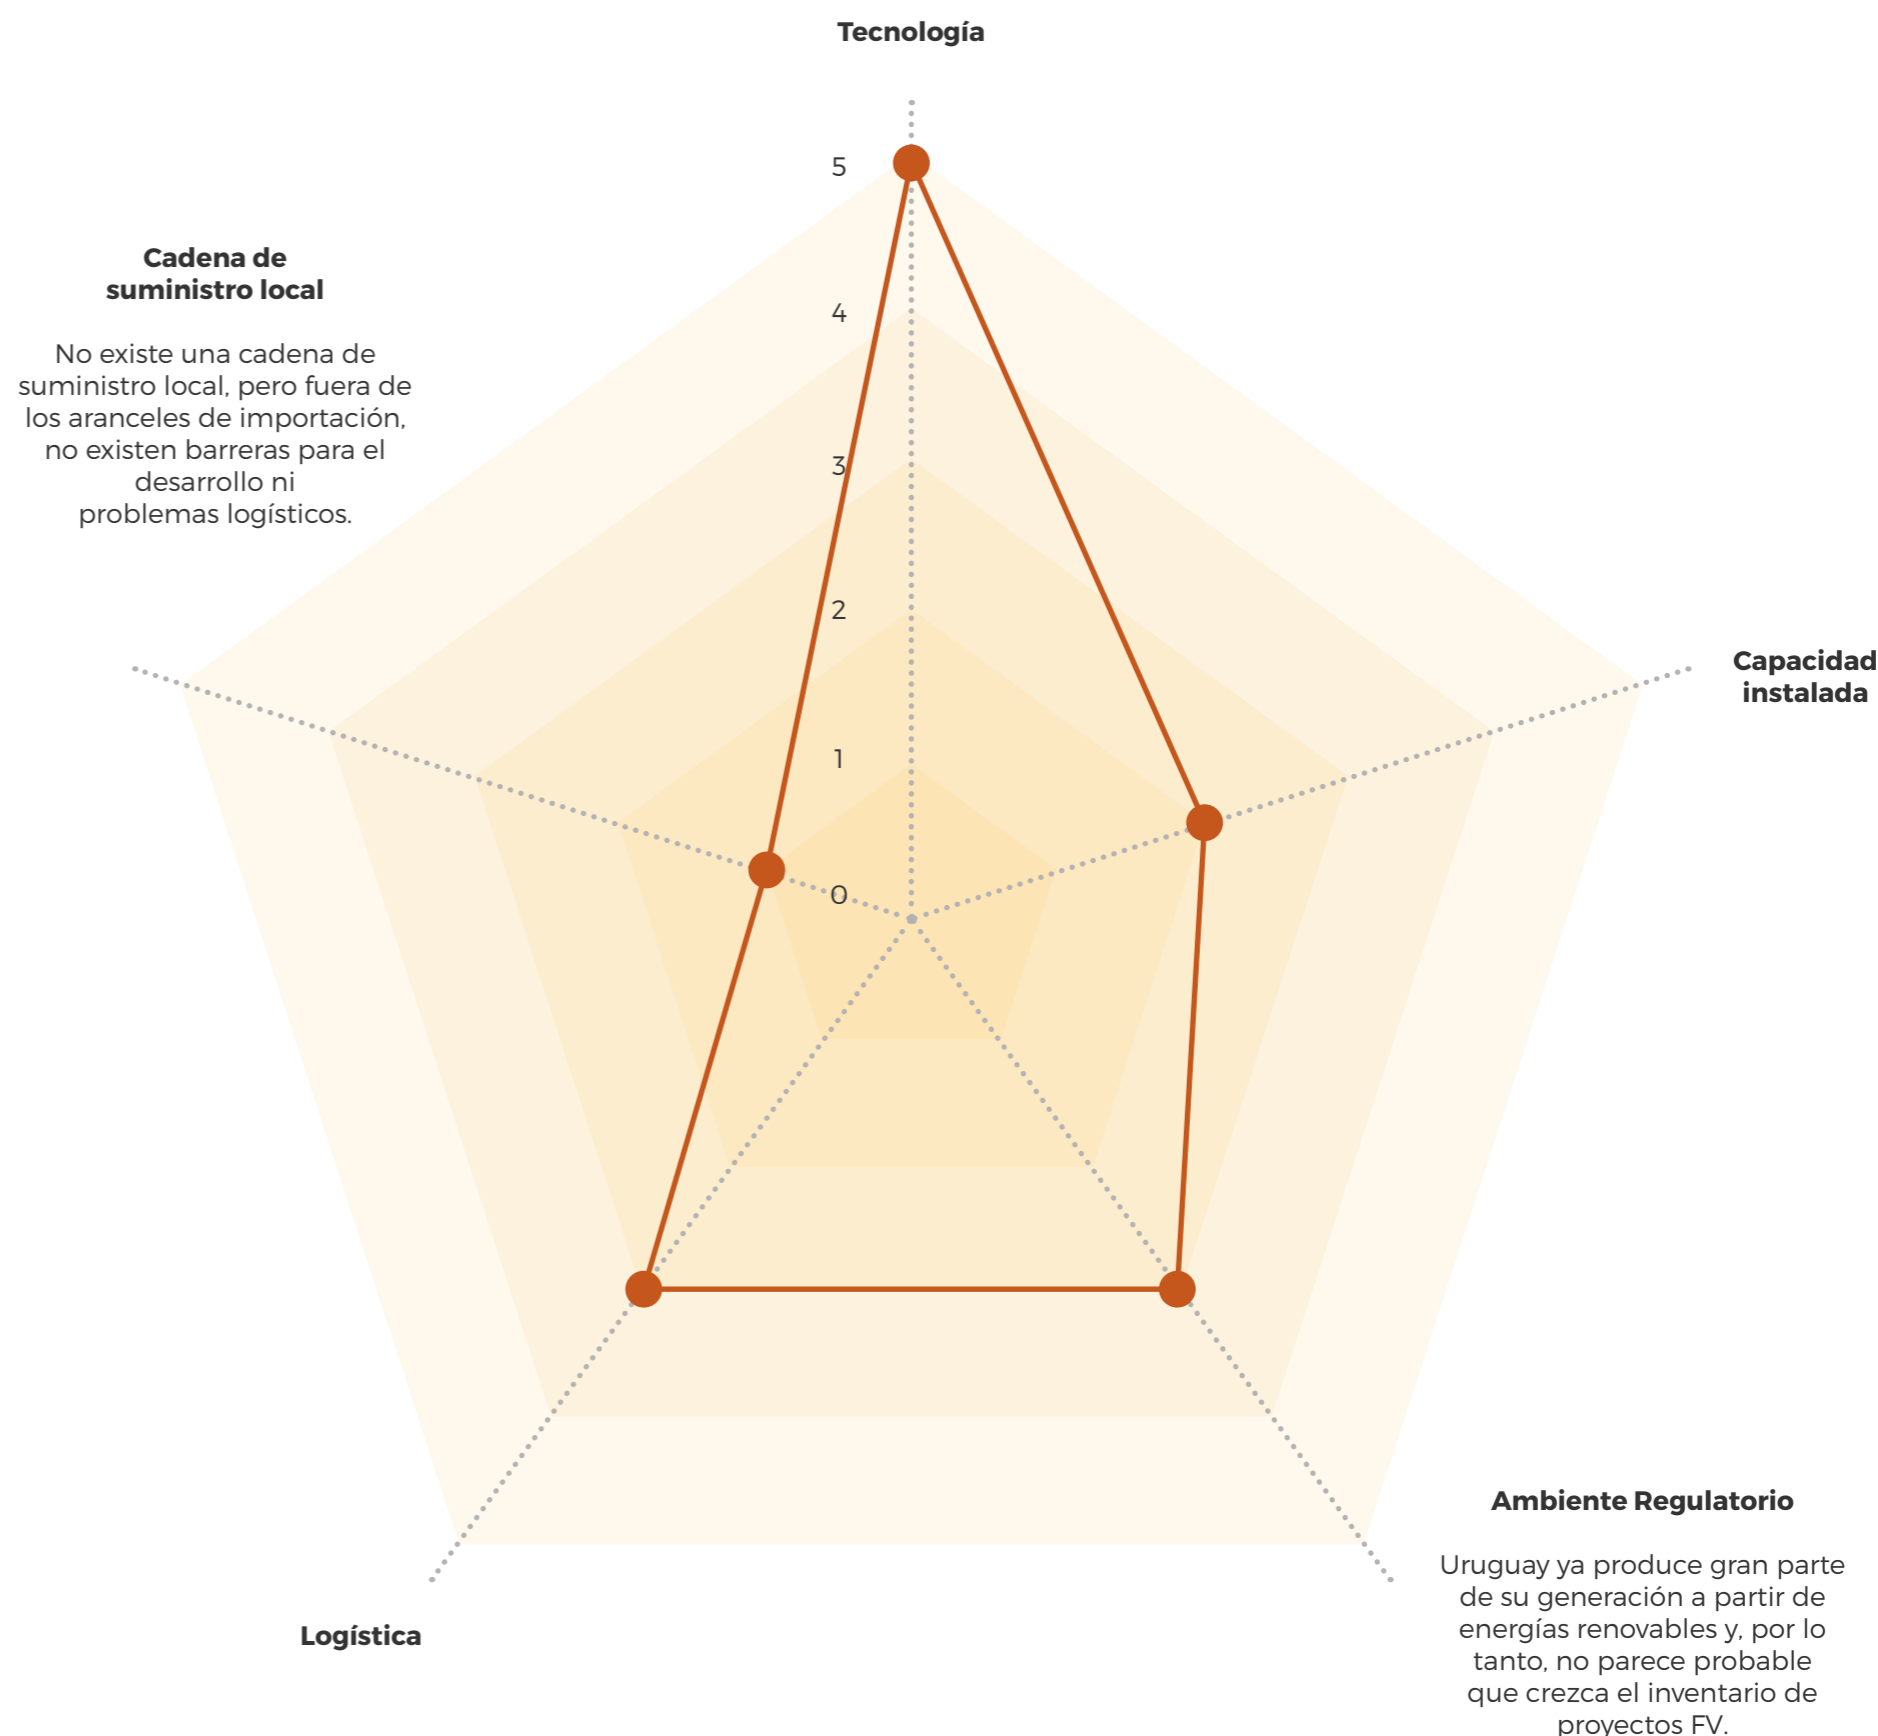 Tecnología
5
4
3
2
1
0
Cadena de
suministro local
No existe una cadena de
suministro local, pero fuera de
los aranceles de importación,
no existen barreras para el
desarrollo ni
problemas logísticos.
Capacidad
instalada
Ambiente Regulatorio
Uruguay ya produce gran parte
de su generación a partir de
energías renovables y, por lo
tanto, no parece probable
que crezca el inventario de
proyectos FV.
Logística